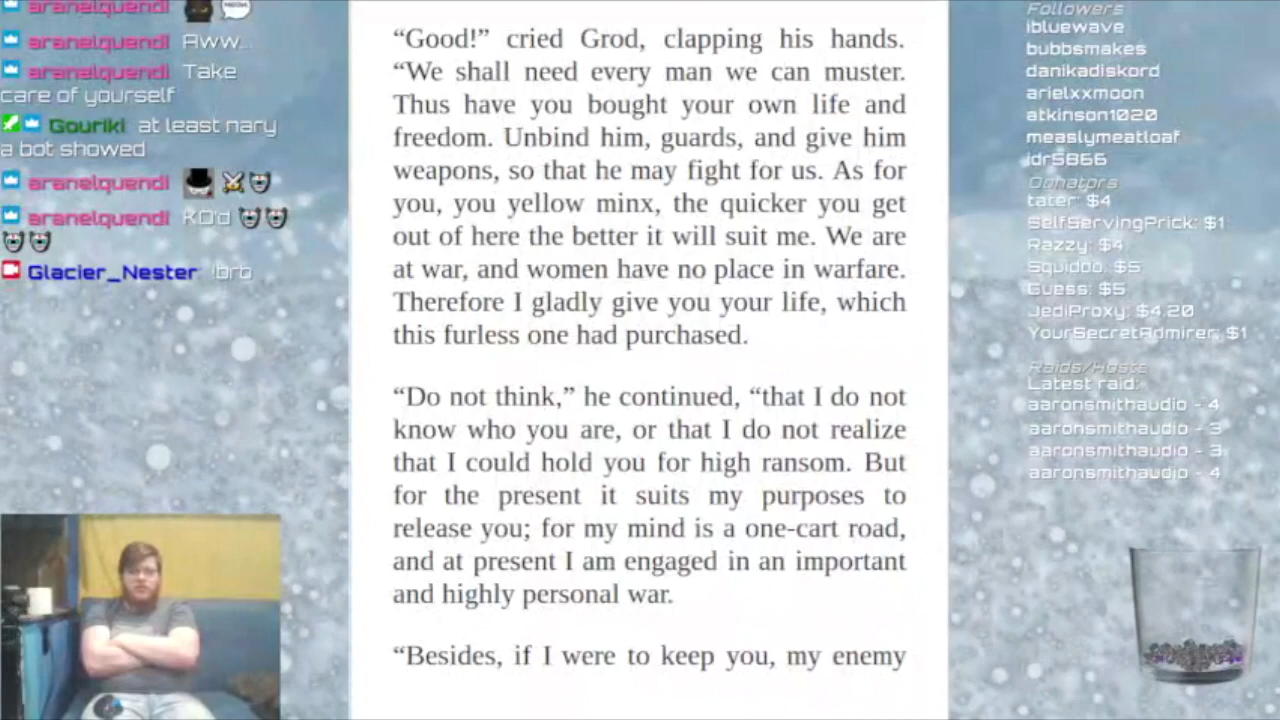 aranelquendi
aranelquendi Aww...
aranelquendi Take
care of yourself
Gouriki at least nary
a bot showed
aranelquendi
aranelquendi KO'd
Glacier_Nester !brb
“Good!” cried Grod, clapping his hands.
“We shall need every man we can muster.
Thus have you bought your own life and
freedom. Unbind him, guards, and give him
weapons, so that he may fight for us. As for
you, you yellow minx, the quicker you get
out of here the better it will suit me. We are
at war, and women have no place in warfare.
Therefore I gladly give you your life, which
this furless one had purchased.
“Do not think,” he continued, “that I do not
know who you are, or that I do not realize
that I could hold you for high ransom. But
for the present it suits my purposes to
release you; for my mind is a one-cart road,
and at present I am engaged in an important
and highly personal war.
“Besides, if I were to keep you, my enemy
Followers
ibluewave
bubbsmakes
danikadiskord
arielxxmoon
atkinson1020
measlymeatloaf
Donators
tater: $4
SelfServingPrick: $1
Razzy: $4
Squidoo: $5
Guess: $5
JediProxy: $4.20
YourSecretAdmirer: $1
Raids/Hosts
Latest raid:
aaronsmithaudio - 4
aaronsmithaudio - 3
aaronsmithaudio - 3
aaronsmithaudio - 4